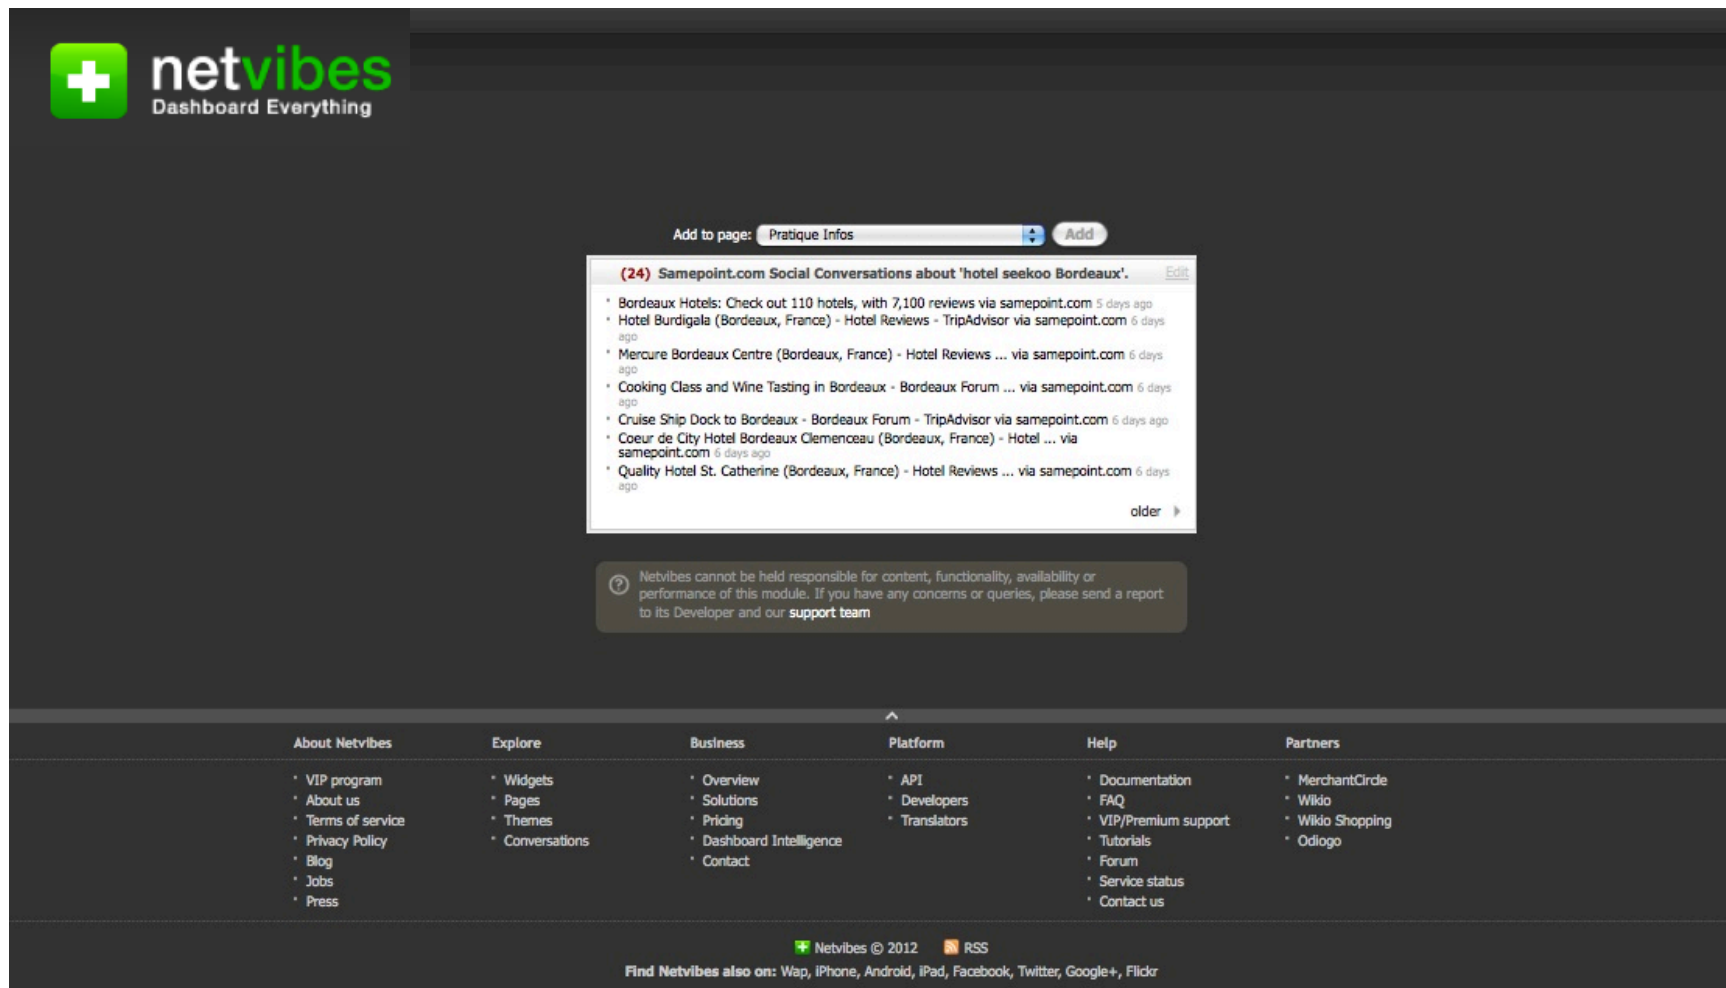 netvibes
Dashboard Everything
Add to page: Pratique Infos Add
(24) Samepoint.com Social Conversations about 'hotel seekoo Bordeaux'. Edit
Bordeaux Hotels: Check out 110 hotels, with 7,100 reviews via samepoint.com 5 days ago
Hotel Burdigala (Bordeaux, France) - Hotel Reviews - TripAdvisor via samepoint.com 6 days
ago
Mercure Bordeaux Centre (Bordeaux, France) - Hotel Reviews ... via samepoint.com 6 days
ago
Cooking Class and Wine Tasting in Bordeaux - Bordeaux Forum ... via samepoint.com 6 days
ago
Cruise Ship Dock to Bordeaux - Bordeaux Forum - TripAdvisor via samepoint.com 6 days ago
Coeur de City Hotel Bordeaux Clemenceau (Bordeaux, France) - Hotel ... via
samepoint.com 6 days ago
Quality Hotel St. Catherine (Bordeaux, France) - Hotel Reviews ... via samepoint.com 6 days
ago
older
Netvibes cannot be held responsible for content, functionality, availability or
performance of this module. If you have any concerns or queries, please send a report
to its Developer and our support team
About Netvibes
VIP program
About us
Terms of service
Privacy Policy
Blog
Jobs
Press
Explore
Widgets
Pages
Themes
Conversations
Business
Overview
Solutions
Pricing
Dashboard Intelligence
Contact
Platform
API
Developers
Translators
Help
Documentation
FAQ
VIP/Premium support
Tutorials
Forum
Service status
Contact us
Partners
MerchantCircle
Wikio
Wikio Shopping
Odiogo
Netvibes © 2012 RSS
Find Netvibes also on: Wap, iPhone, Android, iPad, Facebook, Twitter, Google+, Flickr